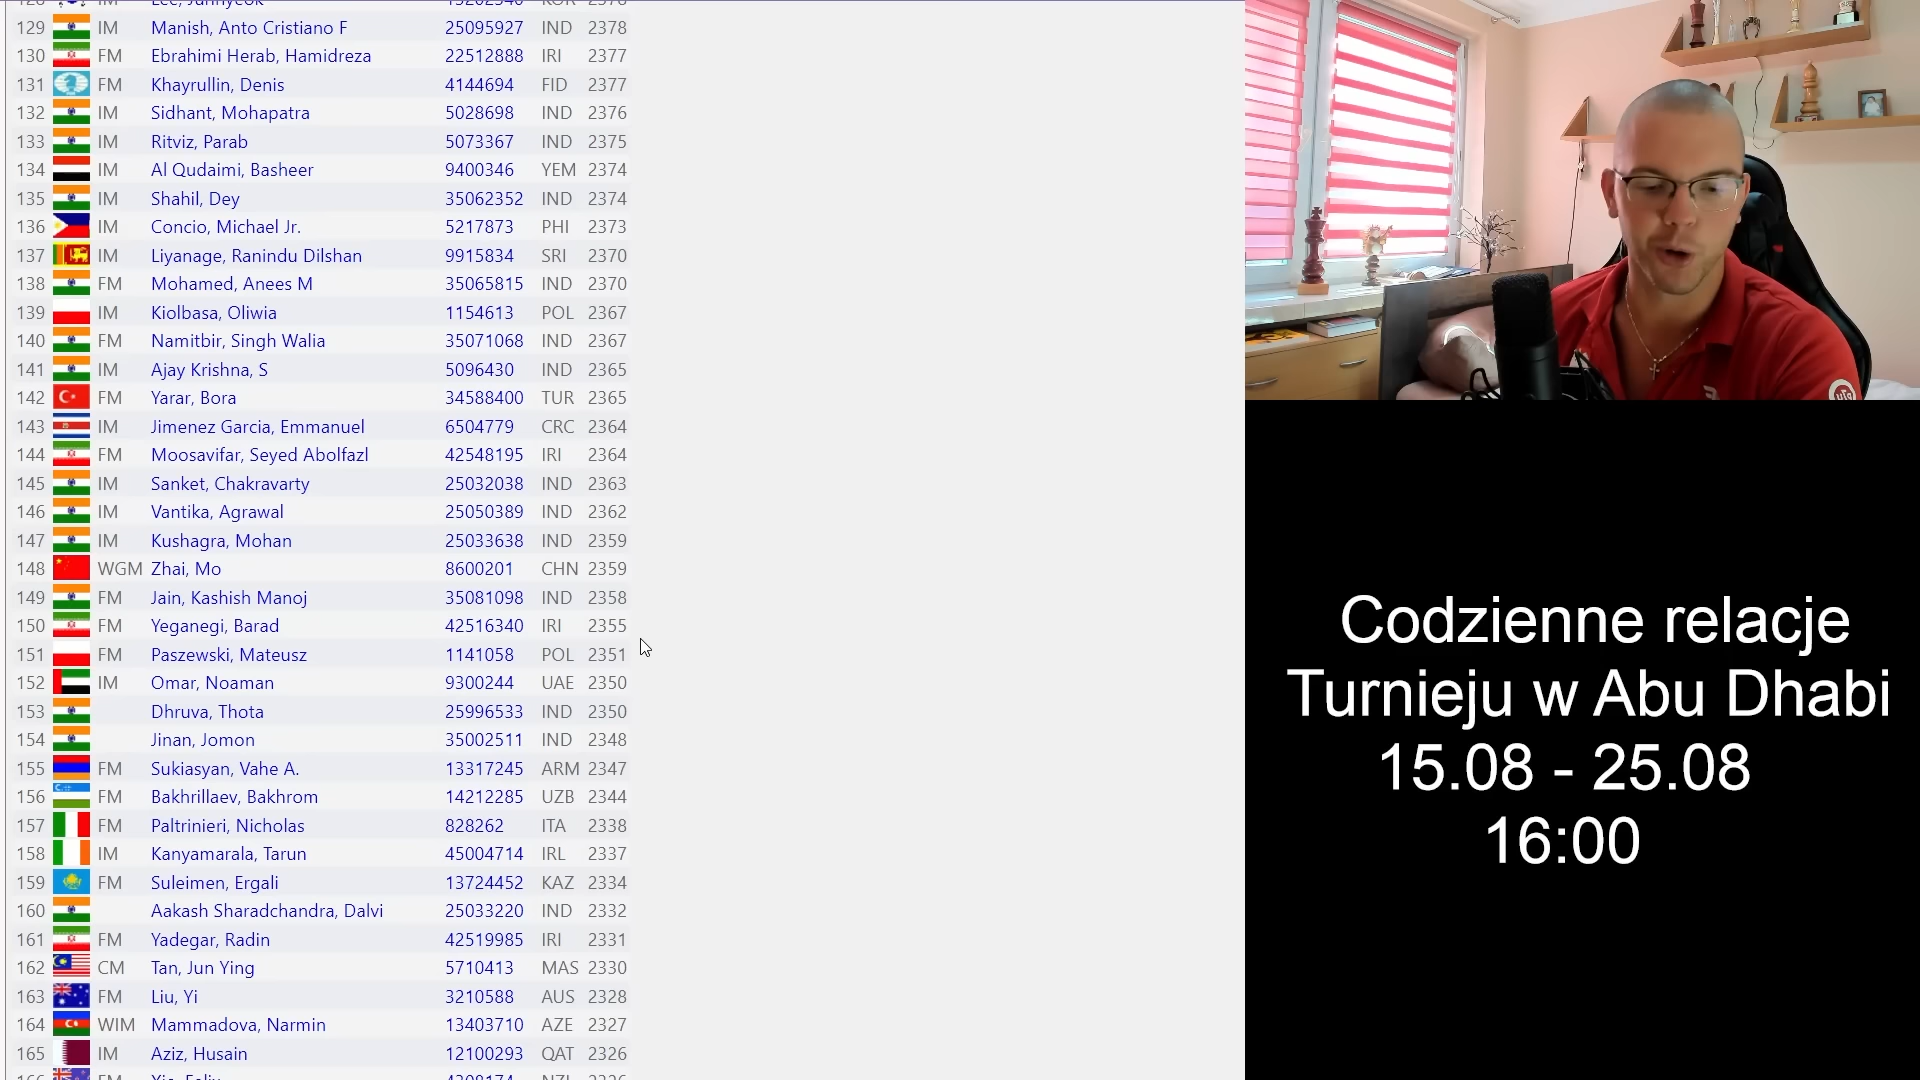 129 IM Manish, Anto Cristiano F 25095927 IND 2378
130 FM Ebrahimi Herab, Hamidreza 22512888 IRI 2377
131 FM Khayrullin, Denis 4144694 FID 2377
132 IM Sidhant, Mohapatra 5028698 IND 2376
133 IM Ritviz, Parab 5073367 IND 2375
134 IM Al Qudaimi, Basheer 9400346 YEM 2374
135 IM Shahil, Dey 35062352 IND 2374
136 IM Concio, Michael Jr. 5217873 PHI 2373
137 IM Liyanage, Ranindu Dilshan 9915834 SRI 2370
138 FM Mohamed, Anees M 35065815 IND 2370
139 IM Kiolbasa, Oliwia 1154613 POL 2367
140 FM Namitbir, Singh Walia 35071068 IND 2367
141 IM Ajay Krishna, S 5096430 IND 2365
142 FM Yarar, Bora 34588400 TUR 2365
143 IM Jimenez Garcia, Emmanuel 6504779 CRC 2364
144 FM Moosavifar, Seyed Abolfazl 42548195 IRI 2364
145 IM Sanket, Chakravarty 25032038 IND 2363
146 IM Vantika, Agrawal 25050389 IND 2362
147 IM Kushagra, Mohan 25033638 IND 2359
148 WGM Zhai, Mo 8600201 CHN 2359
149 FM Jain, Kashish Manoj 35081098 IND 2358
150 FM Yeganegi, Barad 42516340 IRI 2355
151 FM Paszewski, Mateusz 1141058 POL 2351
152 IM Omar, Noaman 9300244 UAE 2350
153 Dhruva, Thota 25996533 IND 2350
154 Jinan, Jomon 35002511 IND 2348
155 FM Sukiasyan, Vahe A. 13317245 ARM 2347
156 FM Bakhrillaev, Bakhrom 14212285 UZB 2344
157 FM Paltrinieri, Nicholas 828262 ITA 2338
158 IM Kanyamarala, Tarun 45004714 IRL 2337
159 FM Suleimen, Ergali 13724452 KAZ 2334
160 Aakash Sharadchandra, Dalvi 25033220 IND 2332
161 FM Yadegar, Radin 42519985 IRI 2331
162 CM Tan, Jun Ying 5710413 MAS 2330
163 FM Liu, Yi 3210588 AUS 2328
164 WIM Mammadova, Narmin 13403710 AZE 2327
165 IM Aziz, Husain 12100293 QAT 2326
Codzienne relacje
Turnieju w Abu Dhabi
15.08 - 25.08
16:00